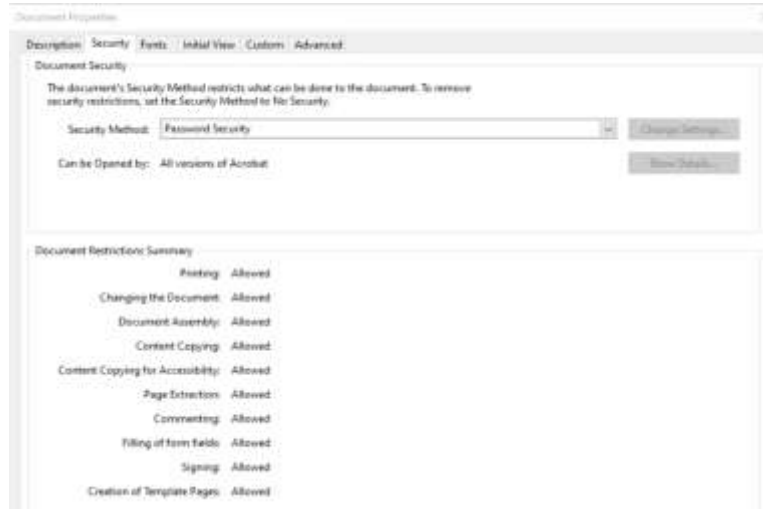 Document Properties
Description Security Fonts Initial View Custom Advanced
Document Security
The document's Security Method restricts what can be done to the document. To remove
security restrictions, set the Security Method to No Security.
Security Method: Password Security Change Settings...
Can be Opened by: All versions of Acrobat Show Details...
Document Restrictions Summary
Printing: Allowed
Changing the Document: Allowed
Document Assembly: Allowed
Content Copying: Allowed
Content Copying for Accessibility: Allowed
Page Extraction: Allowed
Commenting: Allowed
Filling of form fields: Allowed
Signing: Allowed
Creation of Template Pages: Allowed